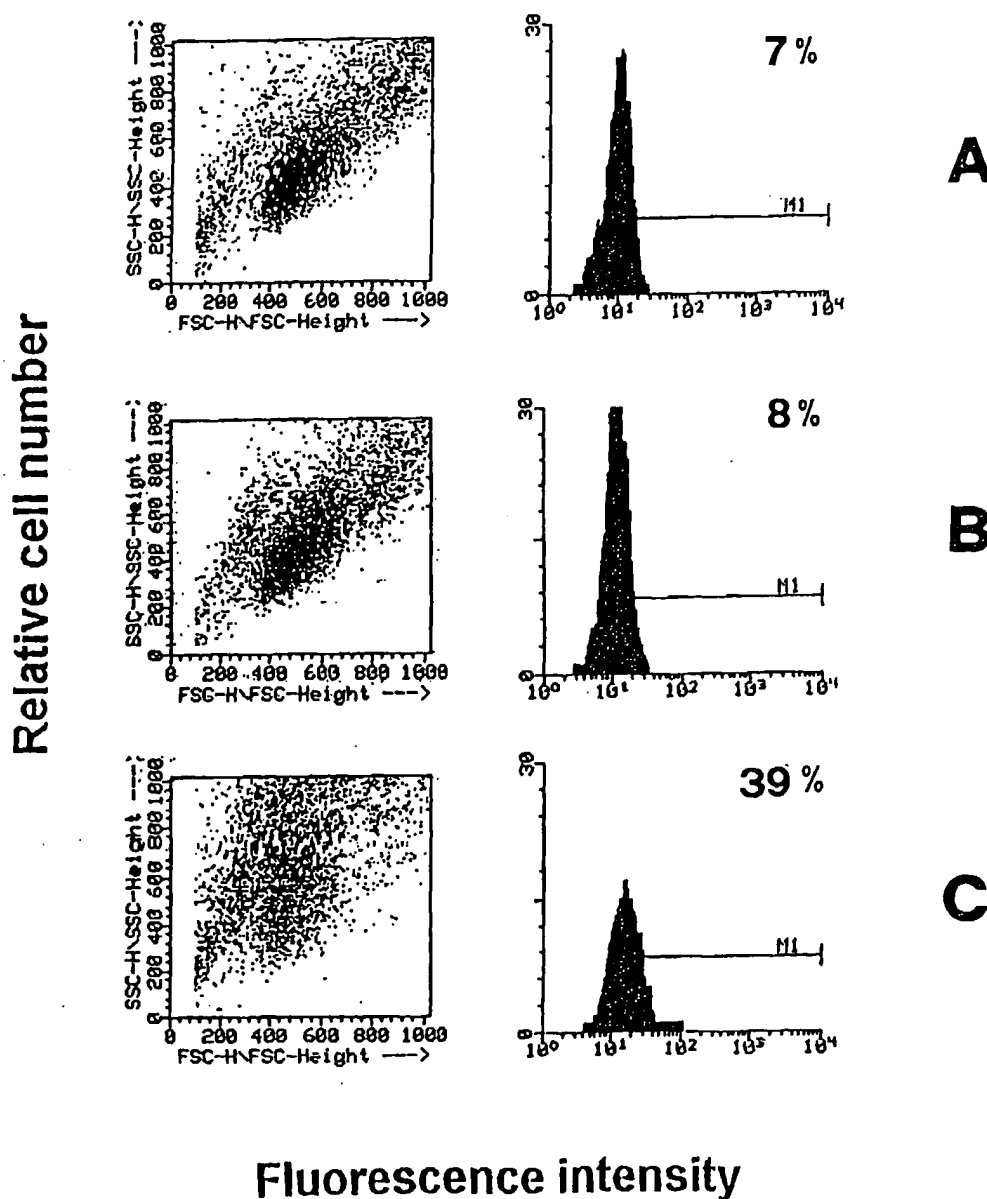 Relative cell number
SSC-H\SSC-Height --->
1000
800
600
400
200
0
0 200 400 600 800 1000
FSC-H\FSC-Height --->
30
0
7 %
M1
10⁰ 10¹ 10² 10³ 10⁴
A
SSC-H\SSC-Height --->
1000
800
600
400
200
0
0 200 400 600 800 1000
FSC-H\FSC-Height --->
30
0
8 %
M1
10⁰ 10¹ 10² 10³ 10⁴
B
SSC-H\SSC-Height --->
1000
800
600
400
200
0
0 200 400 600 800 1000
FSC-H\FSC-Height --->
30
0
39 %
M1
10⁰ 10¹ 10² 10³ 10⁴
C
Fluorescence intensity